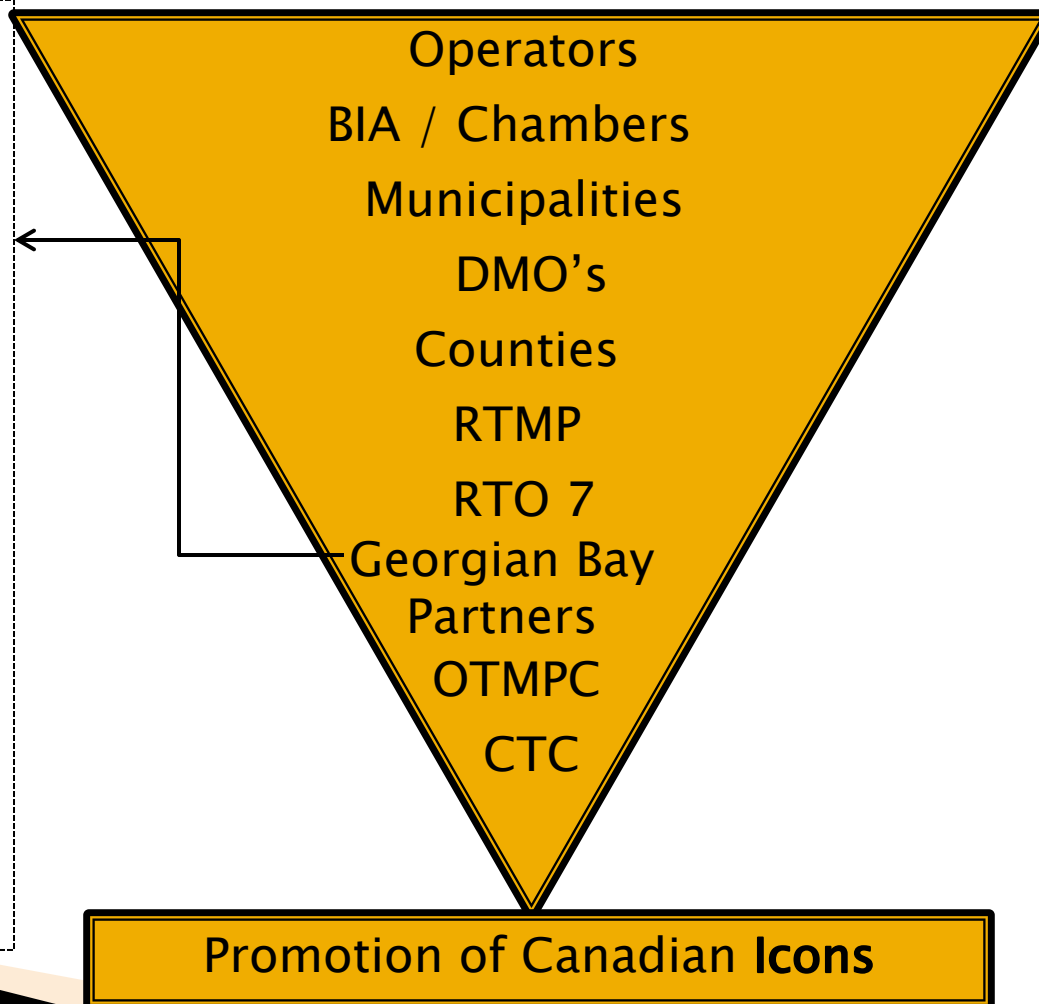 Operators
BIA / Chambers
Municipalities
DMO’s
Counties
RTMP
RTO 7
Georgian Bay
Partners
OTMPC
CTC
Promotion of Canadian Icons